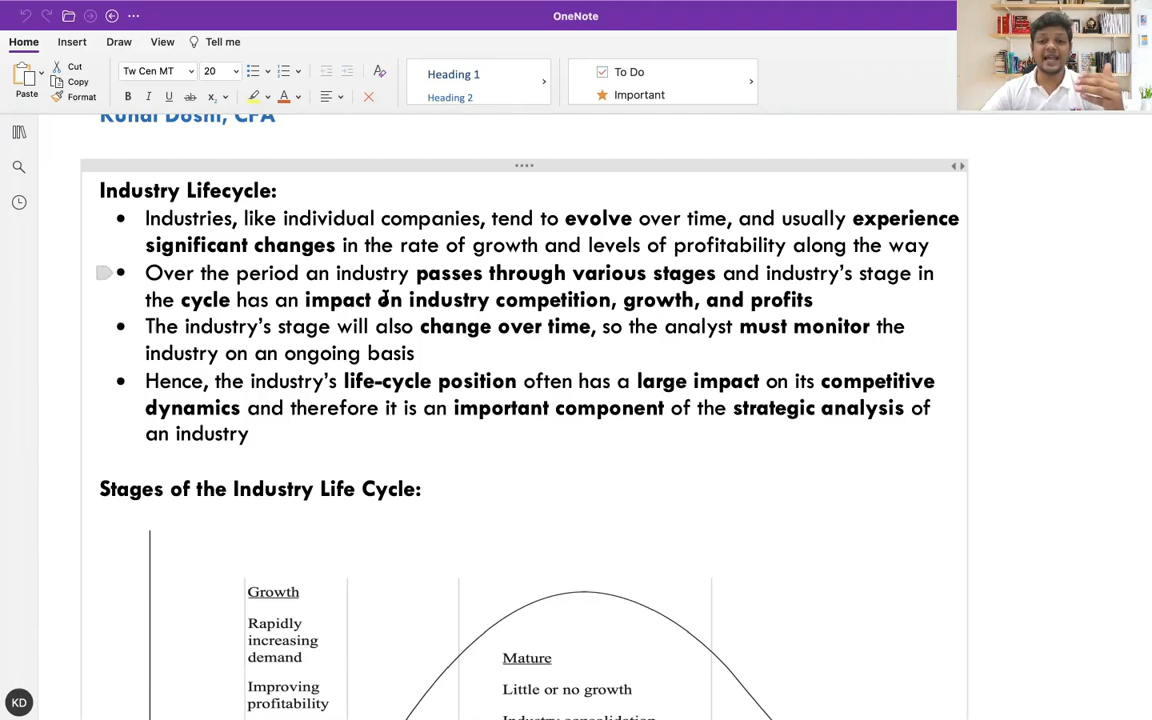 OneNote
Home Insert Draw View Tell me
Paste
Cut
Copy
Format
Tw Cen MT 20
B I U ab x₂ A
Heading 1
Heading 2
To Do
Important
Kunal Doshi, CFA
Industry Lifecycle:
• Industries, like individual companies, tend to evolve over time, and usually experience
significant changes in the rate of growth and levels of profitability along the way
• Over the period an industry passes through various stages and industry's stage in
the cycle has an impact on industry competition, growth, and profits
• The industry's stage will also change over time, so the analyst must monitor the
industry on an ongoing basis
• Hence, the industry's life-cycle position often has a large impact on its competitive
dynamics and therefore it is an important component of the strategic analysis of
an industry
Stages of the Industry Life Cycle:
Growth
Rapidly
increasing
demand
Improving
profitability
Mature
Little or no growth
Industry consolidation
KD